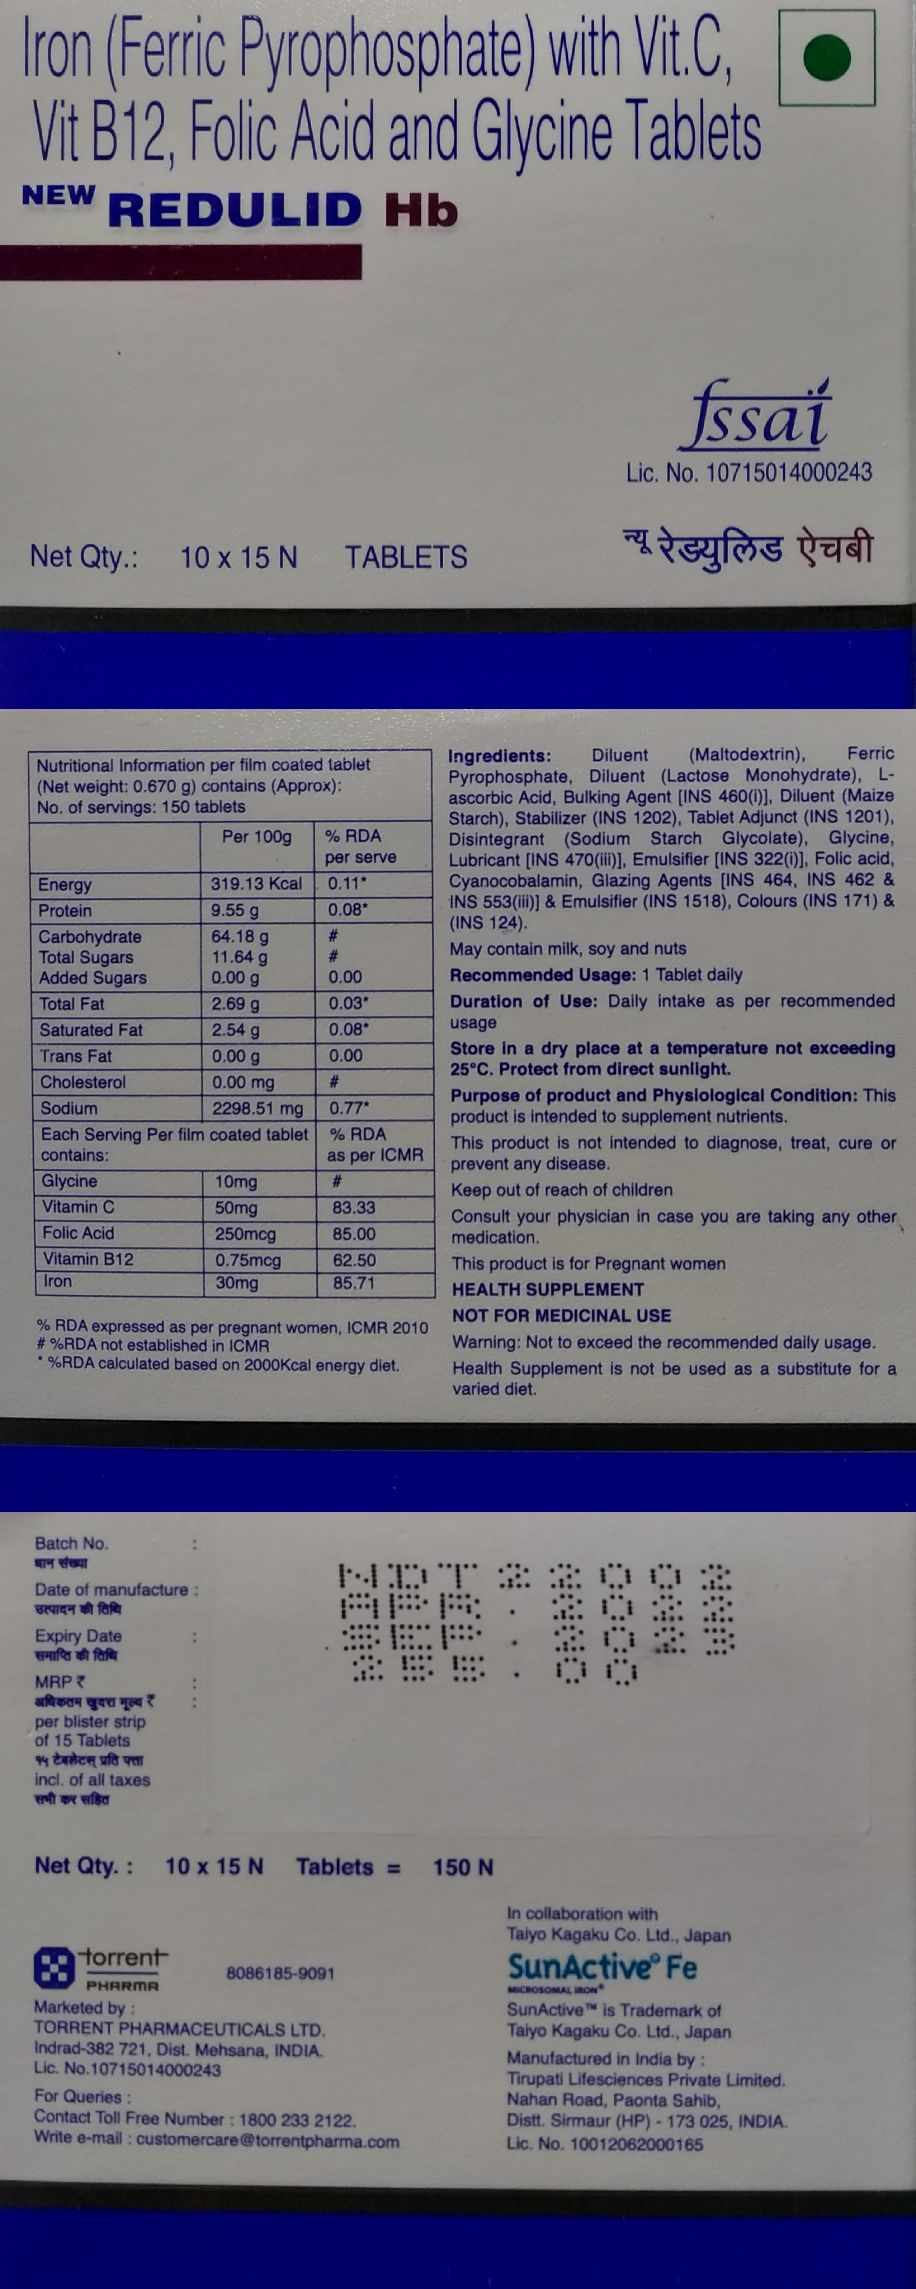 Iron (Ferric Pyrophosphate) with Vit.C,
Vit B12, Folic Acid and Glycine Tablets
NEW REDULID Hb
fssai
Lic. No. 10715014000243
न्यू रेड्युलिड ऐचबी
Net Qty.: 10 x 15 N TABLETS
Nutritional Information per film coated tablet
(Net weight: 0.670 g) contains (Approx):
No. of servings: 150 tablets
Per 100g % RDA
per serve
Energy 319.13 Kcal 0.11*
Protein 9.55 g 0.08*
Carbohydrate 64.18 g #
Total Sugars 11.64 g #
Added Sugars 0.00 g 0.00
Total Fat 2.69 g 0.03*
Saturated Fat 2.54 g 0.08*
Trans Fat 0.00 g 0.00
Cholesterol 0.00 mg #
Sodium 2298.51 mg 0.77*
Each Serving Per film coated tablet % RDA
contains: as per ICMR
Glycine 10mg #
Vitamin C 50mg 83.33
Folic Acid 250mcg 85.00
Vitamin B12 0.75mcg 62.50
Iron 30mg 85.71
% RDA expressed as per pregnant women, ICMR 2010
# %RDA not established in ICMR
* %RDA calculated based on 2000Kcal energy diet.
Ingredients: Diluent (Maltodextrin), Ferric
Pyrophosphate, Diluent (Lactose Monohydrate), L-
ascorbic Acid, Bulking Agent [INS 460(i)], Diluent (Maize
Starch), Stabilizer (INS 1202), Tablet Adjunct (INS 1201),
Disintegrant (Sodium Starch Glycolate), Glycine,
Lubricant [INS 470(iii)], Emulsifier [INS 322(i)], Folic acid,
Cyanocobalamin, Glazing Agents [INS 464, INS 462 &
INS 553(iii)] & Emulsifier (INS 1518), Colours (INS 171) &
(INS 124).
May contain milk, soy and nuts
Recommended Usage: 1 Tablet daily
Duration of Use: Daily intake as per recommended
usage
Store in a dry place at a temperature not exceeding
25°C. Protect from direct sunlight.
Purpose of product and Physiological Condition: This
product is intended to supplement nutrients.
This product is not intended to diagnose, treat, cure or
prevent any disease.
Keep out of reach of children
Consult your physician in case you are taking any other
medication.
This product is for Pregnant women
HEALTH SUPPLEMENT
NOT FOR MEDICINAL USE
Warning: Not to exceed the recommended daily usage.
Health Supplement is not be used as a substitute for a
varied diet.
Batch No. : NDT22002
घान संख्या
Date of manufacture : APR.2022
उत्पादन की तिथि
Expiry Date : SEP.2023
समाप्ति की तिथि
MRP ₹ : 255.00
अधिकतम खुदरा मूल्य ₹ :
per blister strip
of 15 Tablets
१५ टेबलेटस् प्रति पत्ता
incl. of all taxes
सभी कर सहित
Net Qty. : 10 x 15 N Tablets = 150 N
torrent
PHARMA
8086185-9091
Marketed by :
TORRENT PHARMACEUTICALS LTD.
Indrad-382 721, Dist. Mehsana, INDIA.
Lic. No.10715014000243
For Queries :
Contact Toll Free Number : 1800 233 2122.
Write e-mail : customercare@torrentpharma.com
In collaboration with
Taiyo Kagaku Co. Ltd., Japan
SunActive® Fe
MICROSOMAL IRON®
SunActive™ is Trademark of
Taiyo Kagaku Co. Ltd., Japan
Manufactured in India by :
Tirupati Lifesciences Private Limited.
Nahan Road, Paonta Sahib,
Distt. Sirmaur (HP) - 173 025, INDIA.
Lic. No. 10012062000165